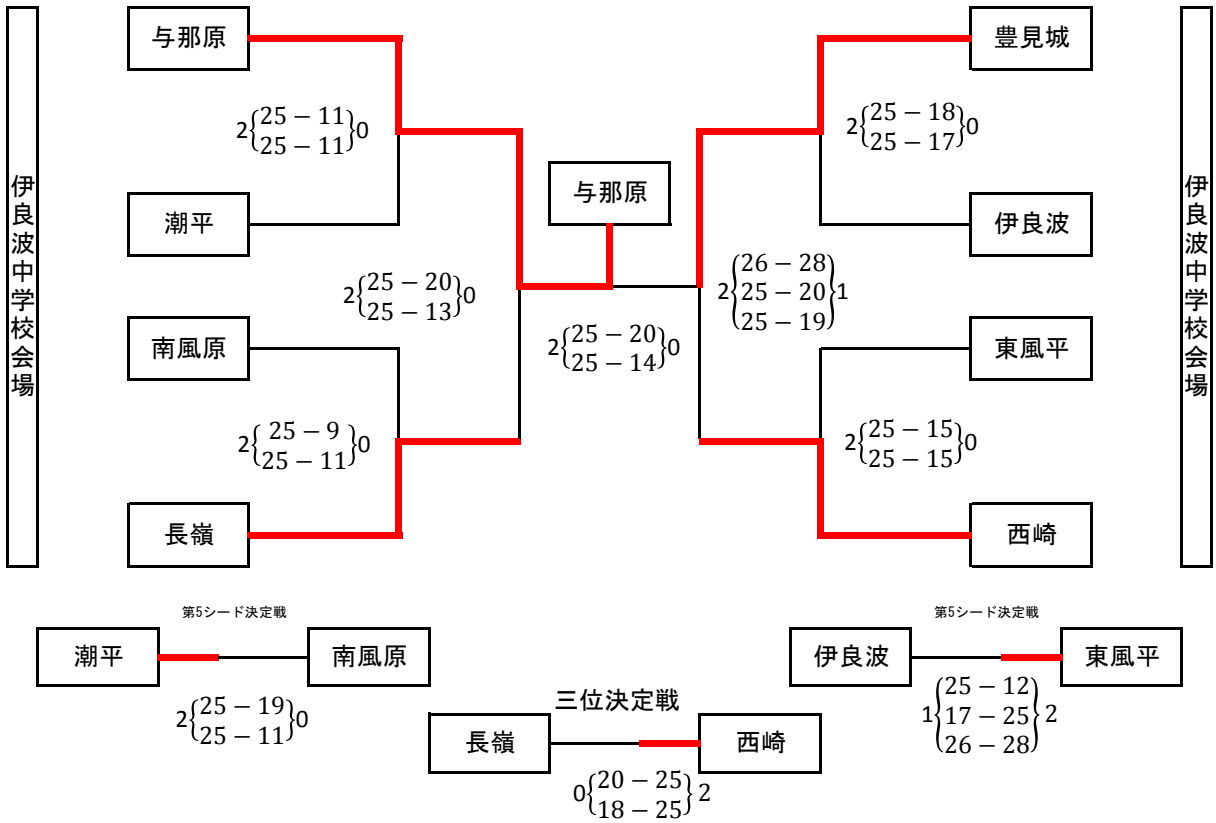 伊良波中学校会場
与那原
2{25 − 11
25 − 11}0
潮平
2{25 − 20
25 − 13}0
南風原
2{25 − 9
25 − 11}0
長嶺
与那原
2{25 − 20
25 − 14}0
豊見城
2{25 − 18
25 − 17}0
伊良波
2{26 − 28
25 − 20
25 − 19}1
東風平
2{25 − 15
25 − 15}0
西崎
伊良波中学校会場
第5シード決定戦
潮平
南風原
2{25 − 19
25 − 11}0
三位決定戦
長嶺
西崎
0{20 − 25
18 − 25}2
第5シード決定戦
伊良波
東風平
1{25 − 12
17 − 25
26 − 28}2